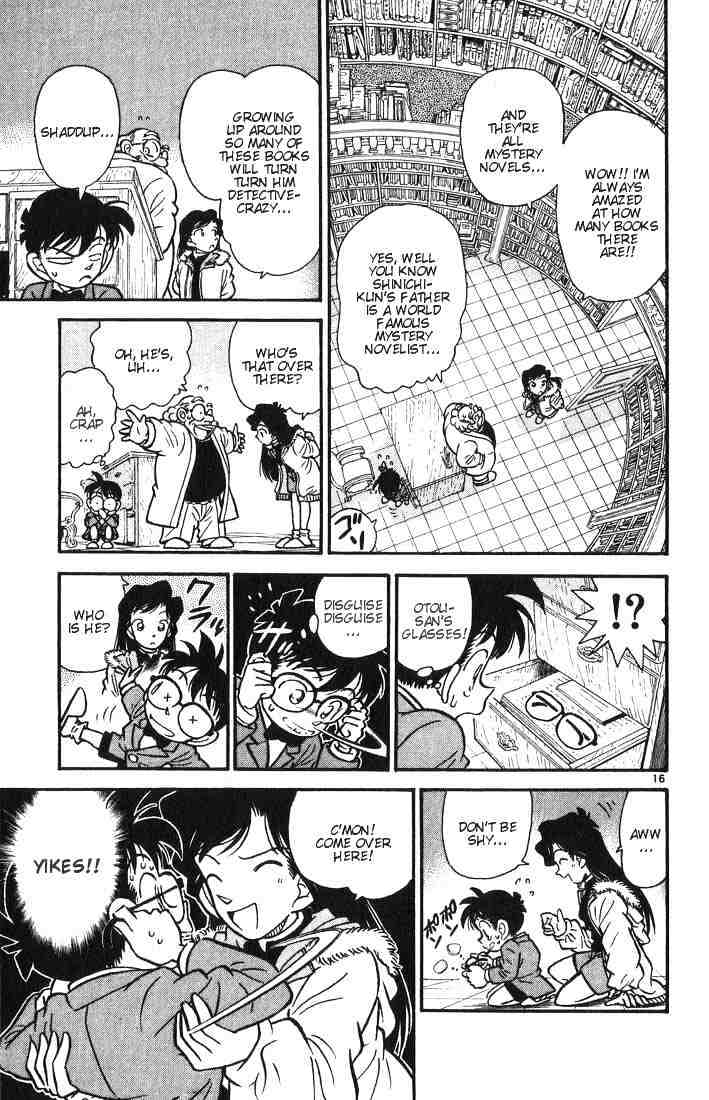 WOW!! I'M
ALWAYS
AMAZED
AT HOW
MANY BOOKS
THERE
ARE!!
AND
THEY'RE
ALL
MYSTERY
NOVELS...
YES, WELL
YOU KNOW
SHINICHI-
KUN'S FATHER
IS A WORLD
FAMOUS
MYSTERY
NOVELIST...
ゴソ
GROWING
UP AROUND
SO MANY OF
THESE BOOKS
WILL TURN
TURN HIM
DETECTIVE-
CRAZY...
SHADDUP...
WHO'S
THAT OVER
THERE?
OH, HE'S,
UH...
AH,
CRAP
...
!?
OTOU-
SAN'S
GLASSES!
DISGUISE
DISGUISE
...
WHO
IS HE?
16
AWW
...
DON'T BE
SHY...
C'MON!
COME OVER
HERE!
YIKES!!